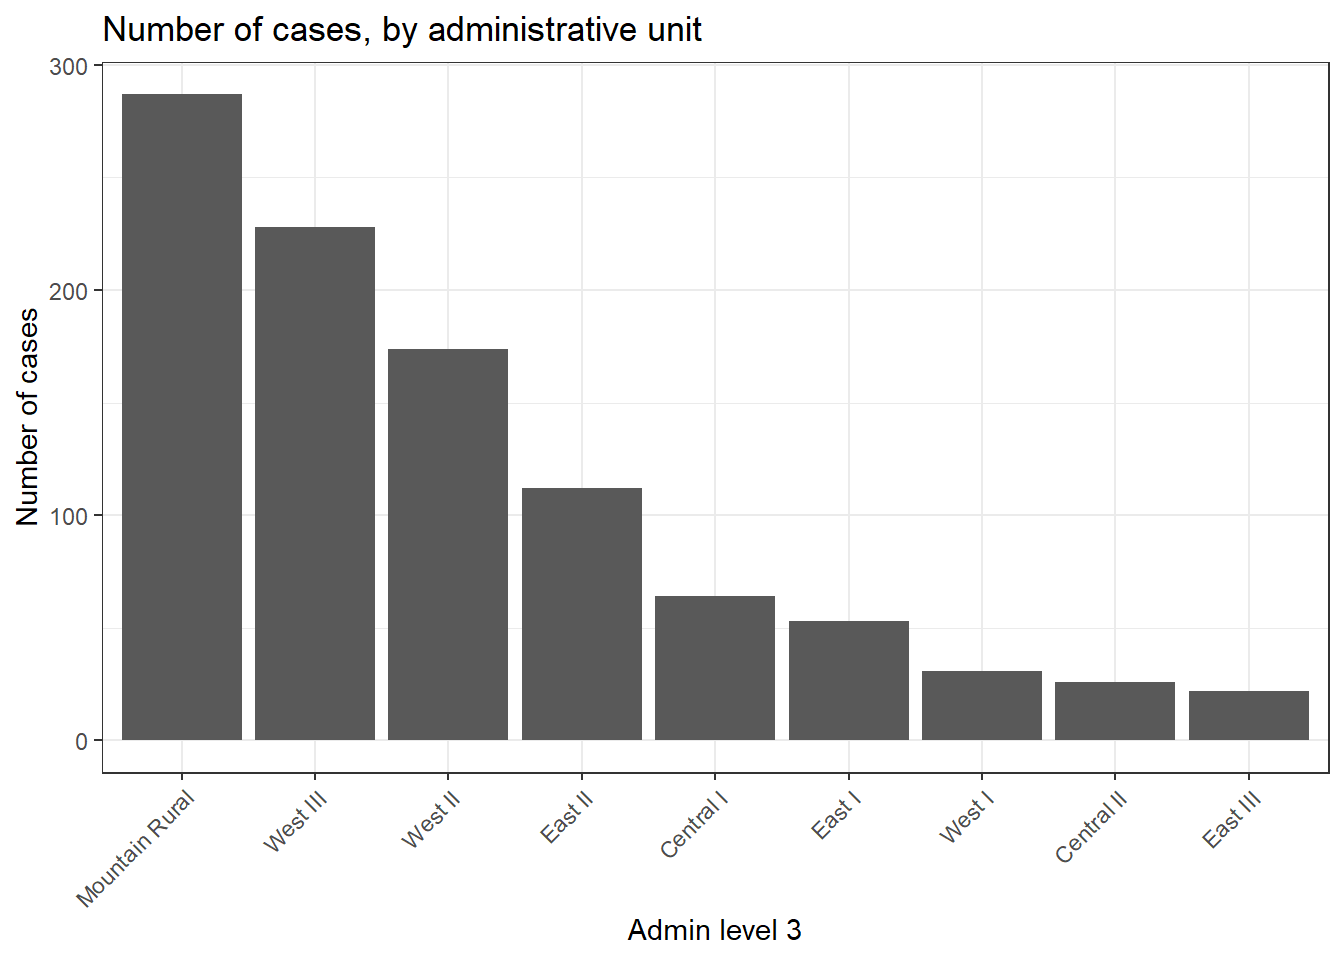 Number of cases, by administrative unit
300
200
100
0
Number of cases
Mountain Rural
West III
West II
East II
Central I
East I
West I
Central II
East III
Admin level 3